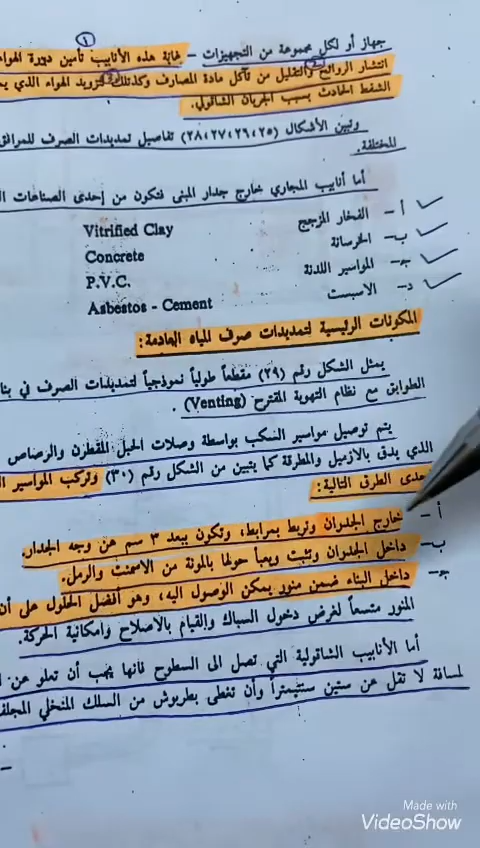 جهاز أو لكل مجموعة من التجهيزات - غاية هذه الأنابيب تأمين دورة الهواء
انتشار الروائح والتقليل من تآكل مادة المصارف وكذلك لتزويد الهواء الذي
الشفط الحادث بسبب الجريان الشاقولي.
وتبين الأشكال (٢٨،٢٧،٢٦،٢٥) تفاصيل تمديدات الصرف للمرافق
المختلفة.
أما أنابيب المجاري خارج جدار المبنى فتكون من إحدى الصناعات
أ- الفخار المزجج Vitrified Clay
ب- الخرسانة Concrete
جـ- المواسير اللدنة P.V.C.
د- الاسبست Asbestos - Cement
المكونات الرئيسية لتمديدات صرف المياه العادمة:
يمثل الشكل رقم (٢٩) مقطعاً طولياً نموذجياً لتمديدات الصرف في
الطوابق مع نظام التهوية المقترح (Venting).
يتم توصيل مواسير السكب بواسطة وصلات الحبل المقطرن والرصاص
الذي يدق بالازميل والمطرقة كما يتبين من الشكل رقم (٣٠) وتركب المواسير
حدى الطرق التالية:
أ- خارج الجدران وتربط بمرابط، وتكون ببعد ٣ سم عن وجه الجدار.
ب- داخل الجدران وتثبت ويعبأ حولها بالمونة من الاسمنت والرمل.
جـ- داخل البناء ضمن منور يمكن الوصول اليه، وهو أفضل الحلول على أن
المنور متسعاً لغرض دخول السباك والقيام بالاصلاح وامكانية الحركة.
أما الأنابيب الشاقولية التي تصل الى السطوح فانها يجب أن تعلو عن
لمسافة لا تقل عن ستين سنتيمتراً وأن تغطى بطربوش من السلك المنخلي
Made with
VideoShow